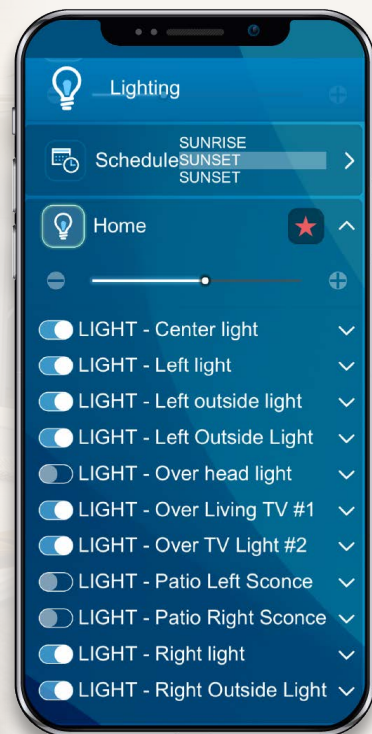 Lighting
SUNRISE
Schedule SUNSET
SUNSET
Home
LIGHT - Center light
LIGHT - Left light
LIGHT - Left outside light
LIGHT - Left Outside Light
LIGHT - Over head light
LIGHT - Over Living TV #1
LIGHT - Over TV Light #2
LIGHT - Patio Left Sconce
LIGHT - Patio Right Sconce
LIGHT - Right light
LIGHT - Right Outside Light